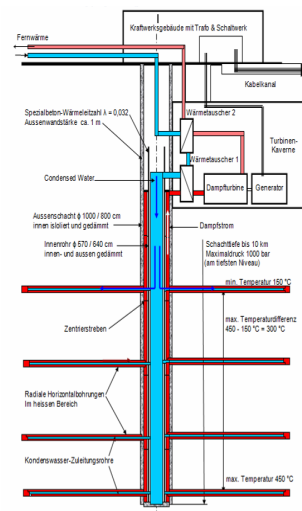 Kraftwerksgebäude mit Trafo & Schaltwerk
Fernwärme
Kabelkanal
Spezialbeton-Wärmeleitzahl λ = 0,032
Aussenwandstärke ca. 1 m
Wärmetauscher 2
Turbinen-
Kaverne
Condensed Water
Wärmetauscher 1
Dampfturbine
Generator
Aussenschacht ϕ 1000 / 800 cm
innen isoliert und gedämmt
Dampfstrom
Innenrohr ϕ 570 / 640 cm
innen- und aussen gedämmt
Schachttiefe bis 10 km
Maximaldruck 1000 bar
(am tiefsten Niveau)
min. Temperatur 150 °C
Zentrierstreben
max. Temperaturdifferenz
450 - 150 °C = 300 °C
Radiale Horizontalbohrungen
Im heissen Bereich
Kondenswasser-Zuleitungsrohre
max. Temperatur 450 °C